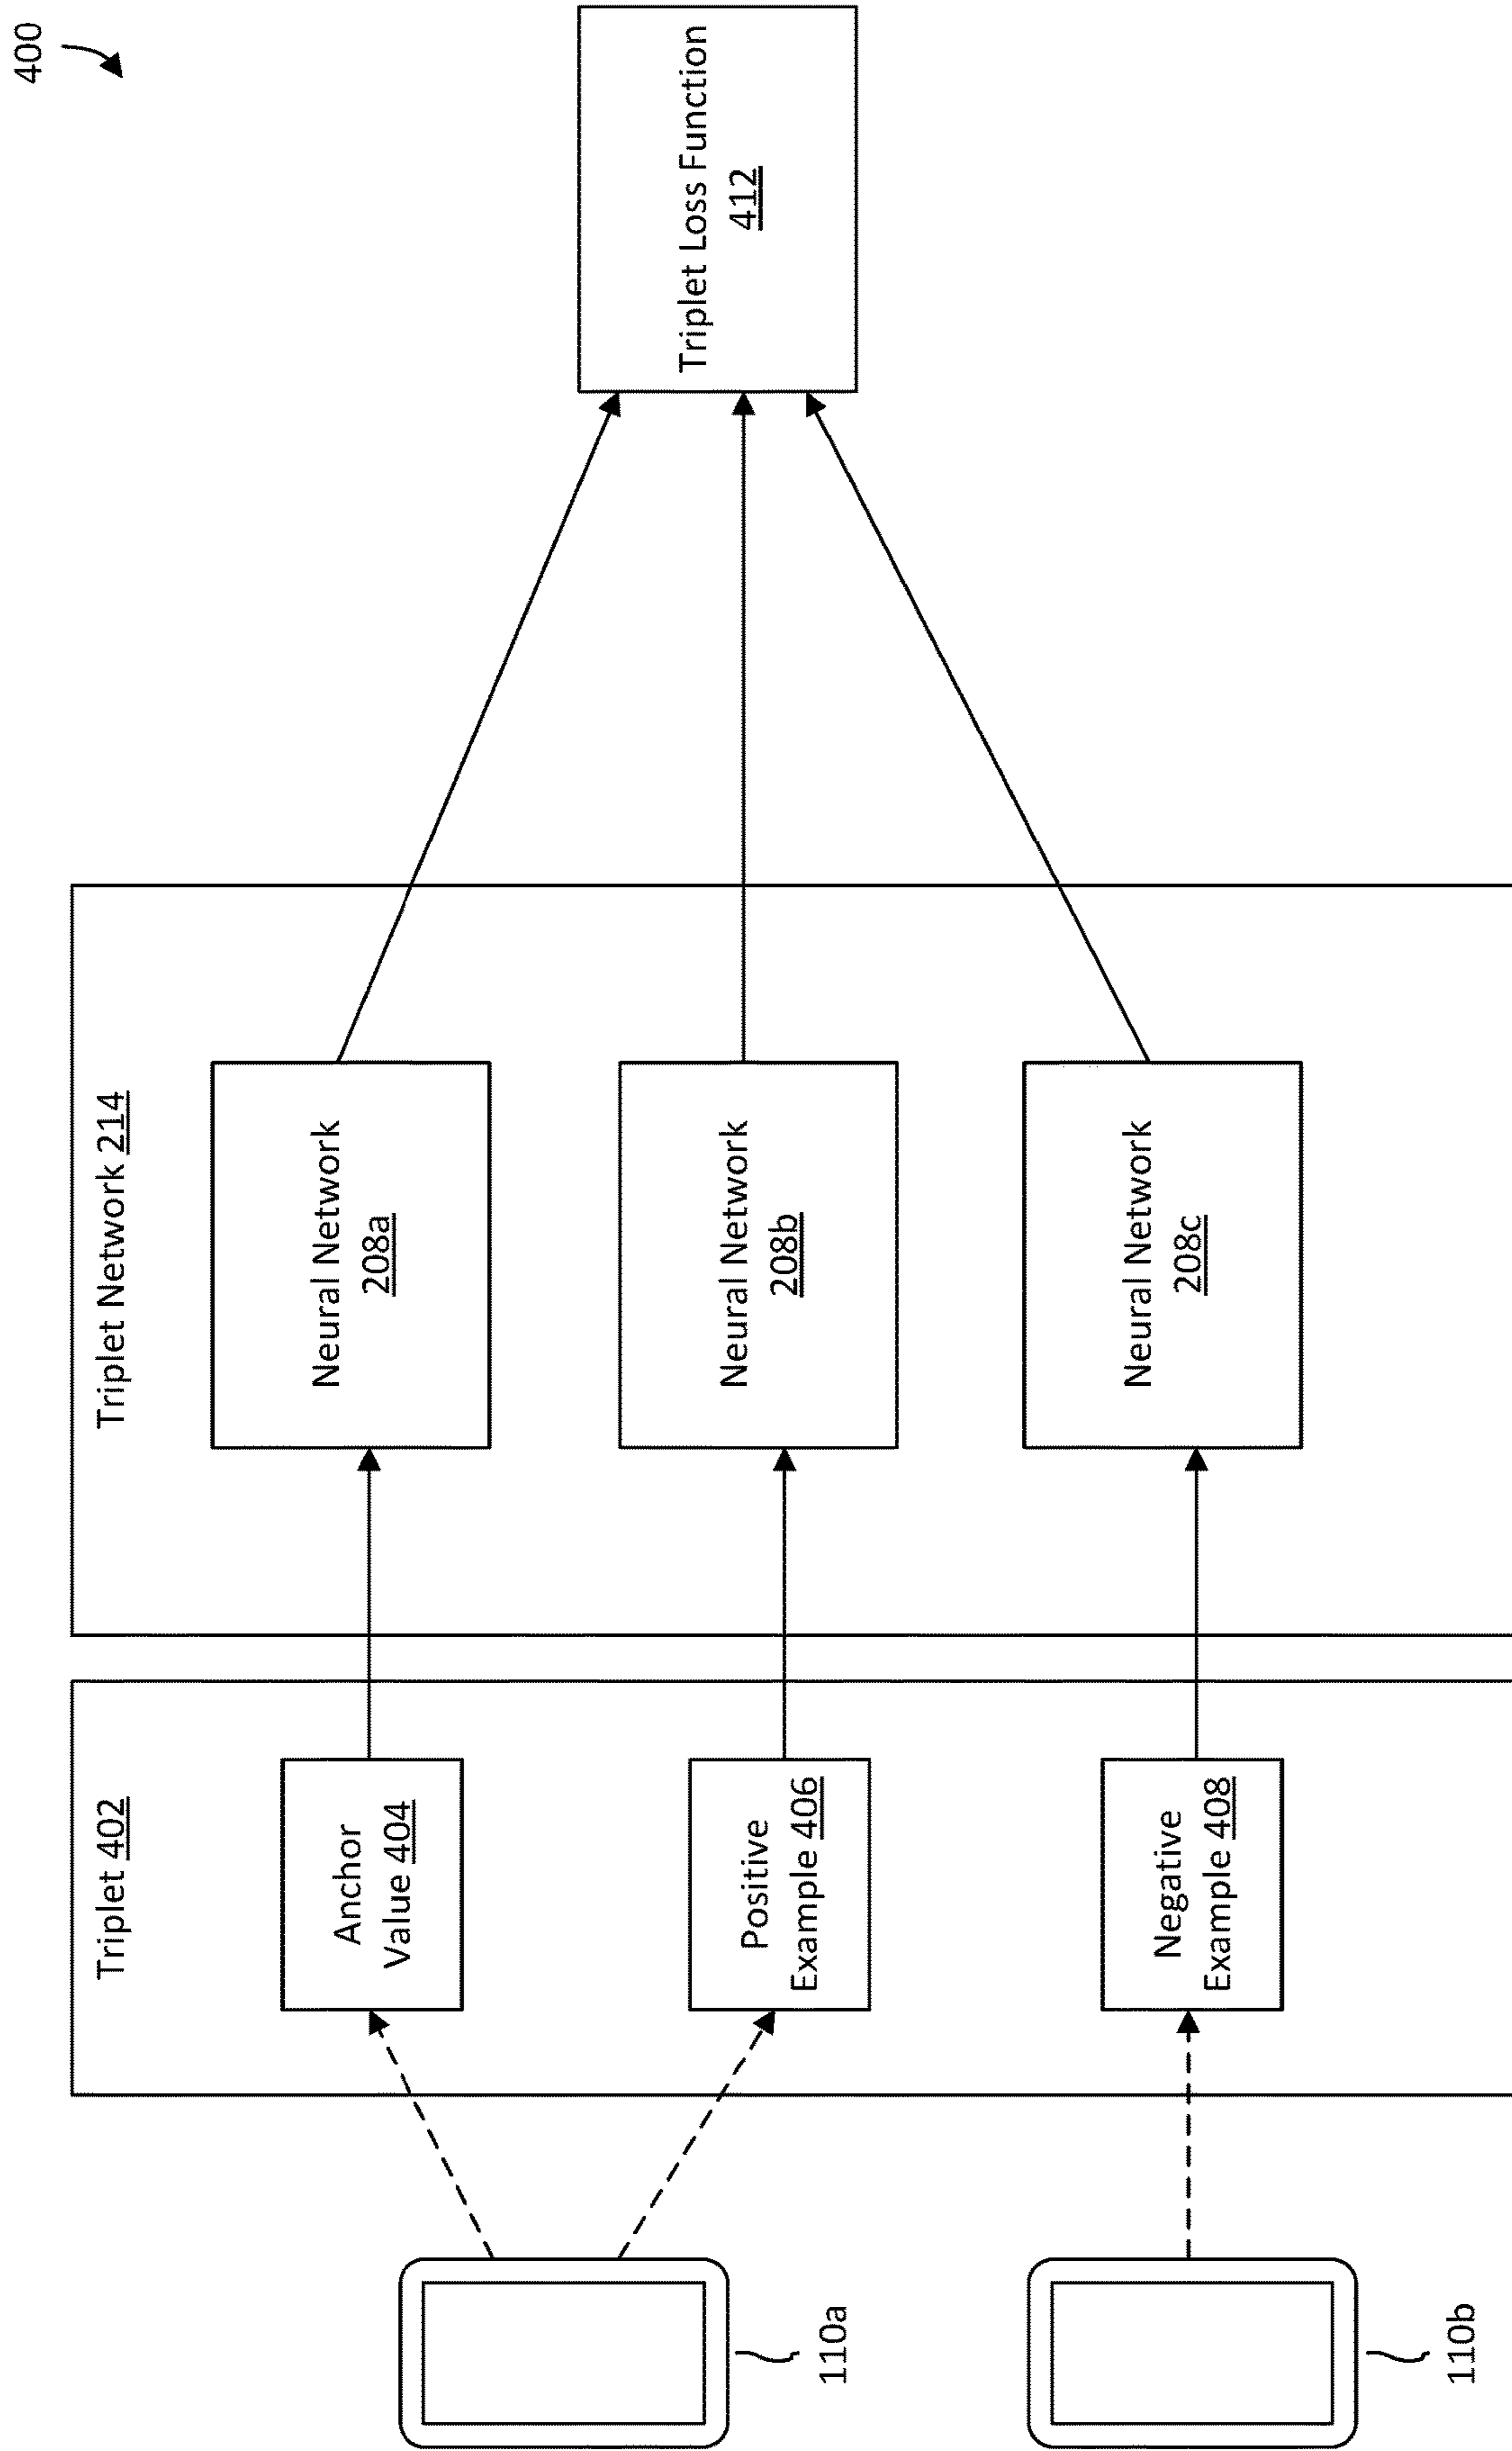 400
Triplet 402
Triplet Network 214
Anchor
Value 404
Neural Network
208a
Positive
Example 406
Neural Network
208b
Triplet Loss Function
412
Negative
Example 408
Neural Network
208c
110a
110b